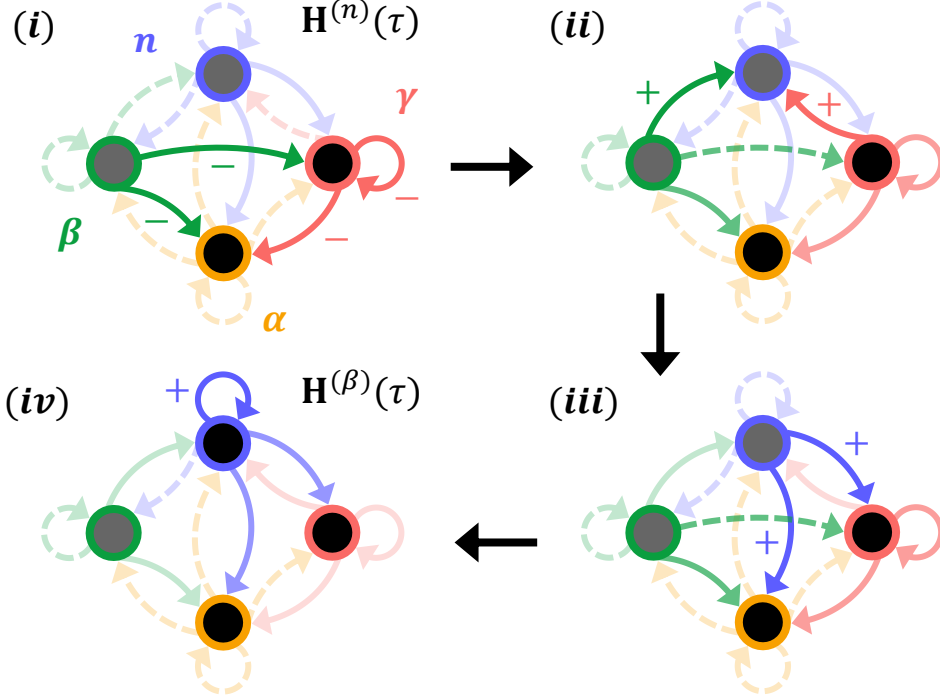 (i) n H⁽ⁿ⁾(τ) (ii)
γ + +
− −
β − −
α
(iv) + H⁽ᵝ⁾(τ) (iii)
+
+